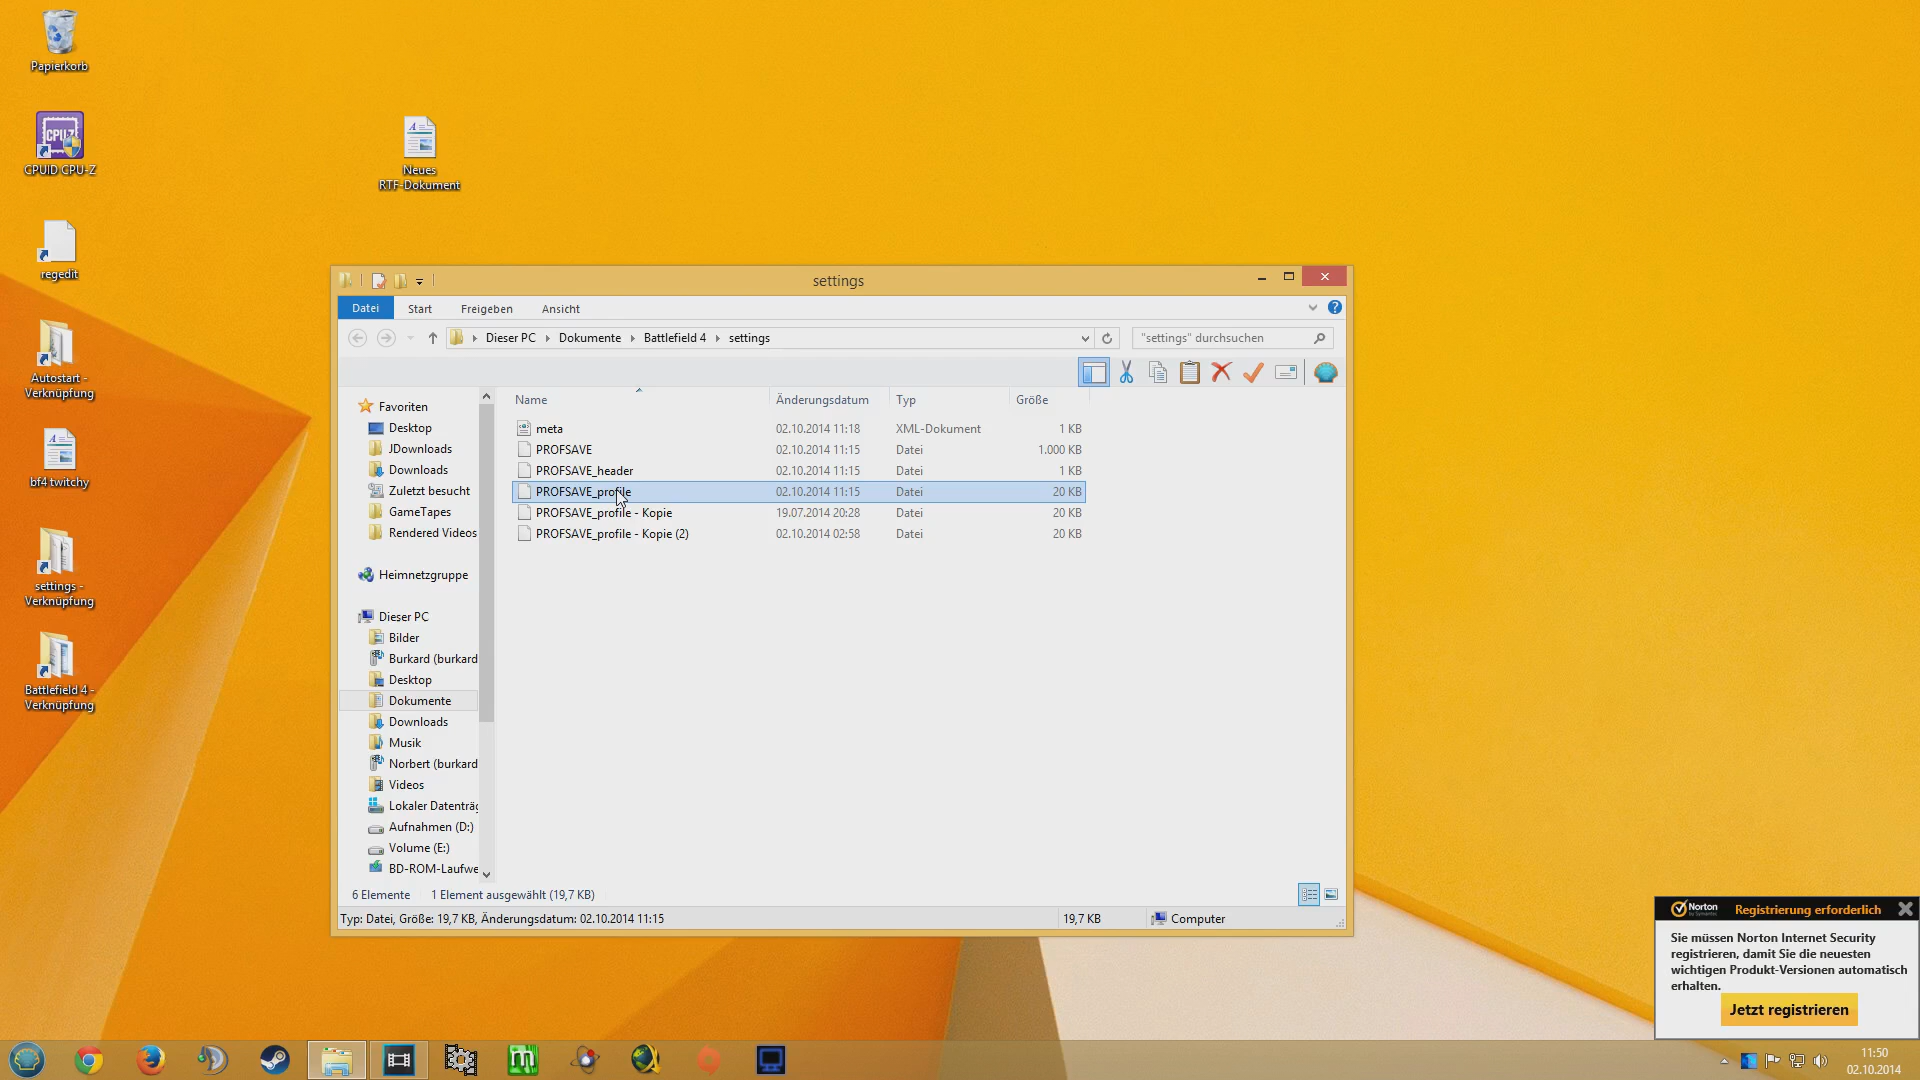 Papierkorb
CPUID CPU-Z
regedit
Autostart -
Verknüpfung
bf4 twitchy
settings -
Verknüpfung
Battlefield 4 -
Verknüpfung
Neues
RTF-Dokument
settings
Datei
Start
Freigeben
Ansicht
Dieser PC
Dokumente
Battlefield 4
settings
"settings" durchsuchen
Favoriten
Desktop
JDownloads
Downloads
Zuletzt besucht
GameTapes
Rendered Videos
Heimnetzgruppe
Dieser PC
Bilder
Burkard (burkard
Desktop
Dokumente
Downloads
Musik
Norbert (burkard
Videos
Lokaler Datenträg
Aufnahmen (D:)
Volume (E:)
BD-ROM-Laufwe
Name Änderungsdatum Typ Größe
meta 02.10.2014 11:18 XML-Dokument 1 KB
PROFSAVE 02.10.2014 11:15 Datei 1.000 KB
PROFSAVE_header 02.10.2014 11:15 Datei 1 KB
PROFSAVE_profile 02.10.2014 11:15 Datei 20 KB
PROFSAVE_profile - Kopie 19.07.2014 20:28 Datei 20 KB
PROFSAVE_profile - Kopie (2) 02.10.2014 02:58 Datei 20 KB
6 Elemente 1 Element ausgewählt (19,7 KB)
Typ: Datei, Größe: 19,7 KB, Änderungsdatum: 02.10.2014 11:15 19,7 KB Computer
Norton
by Symantec
Registrierung erforderlich
Sie müssen Norton Internet Security
registrieren, damit Sie die neuesten
wichtigen Produkt-Versionen automatisch
erhalten.
Jetzt registrieren
11:50
02.10.2014